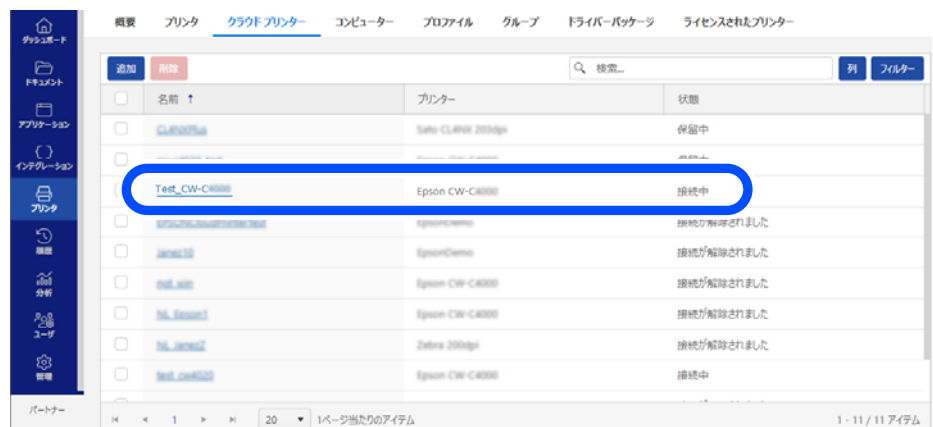 ダッシュボード
ドキュメント
アプリケーション
インテグレーション
プリンタ
履歴
分析
ユーザ
管理
パートナー
概要 プリンタ クラウド プリンター コンピューター プロファイル グループ ドライバーパッケージ ライセンスされたプリンター
追加 削除 検索... 列 フィルター
名前 ↑ プリンター 状態
CL4NXPlus Sato CL4NX 203dpi 保留中
Test_CW-C4000 Epson CW-C4000 接続中
EpsonDemo 接続が解除されました
Janez10 EpsonDemo 接続が解除されました
not_win Epson CW-C4000 接続が解除されました
NL_Epson1 Epson CW-C4000 接続が解除されました
NL_JanezZ Zebra 200dpi 接続が解除されました
test_cw4020 Epson CW-C4000 接続中
1 20 1ページ当たりのアイテム 1 - 11 / 11 アイテム